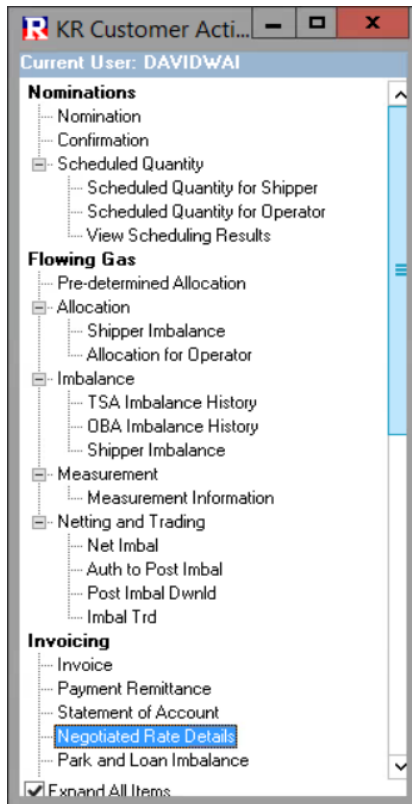 R KR Customer Acti...
Current User: DAVIDWAI
Nominations
Nomination
Confirmation
Scheduled Quantity
Scheduled Quantity for Shipper
Scheduled Quantity for Operator
View Scheduling Results
Flowing Gas
Pre-determined Allocation
Allocation
Shipper Imbalance
Allocation for Operator
Imbalance
TSA Imbalance History
OBA Imbalance History
Shipper Imbalance
Measurement
Measurement Information
Netting and Trading
Net Imbal
Auth to Post Imbal
Post Imbal Dwnld
Imbal Trd
Invoicing
Invoice
Payment Remittance
Statement of Account
Negotiated Rate Details
Park and Loan Imbalance
Expand All Items